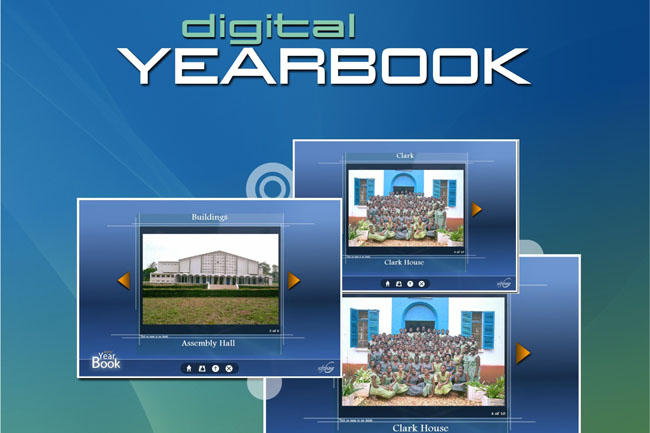 digital
YEARBOOK
Clark
Buildings
Clark House
Assembly Hall
Year
Book
Clark House